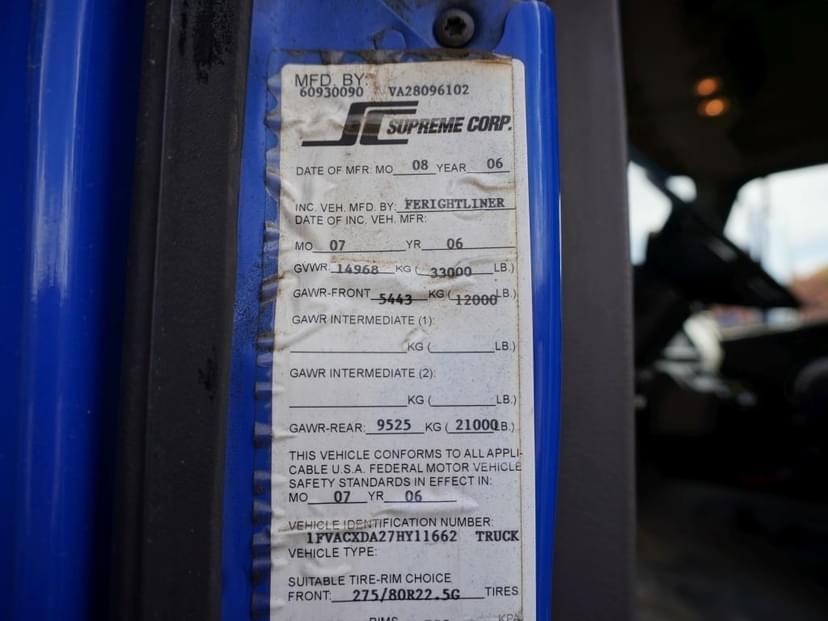 MFD. BY:
60930090 VA28096102
SUPREME CORP.
DATE OF MFR: MO 08 YEAR 06
INC. VEH. MFD. BY: FERIGHTLINER
DATE OF INC. VEH. MFR:
MO 07 YR 06
GVWR 14968 KG ( 33000 LB.)
GAWR-FRONT 5443 KG ( 12000 LB.)
GAWR INTERMEDIATE (1):
KG ( LB.)
GAWR INTERMEDIATE (2):
KG ( LB.)
GAWR-REAR: 9525 KG ( 21000 LB.)
THIS VEHICLE CONFORMS TO ALL APPLI-
CABLE U.S.A. FEDERAL MOTOR VEHICLE
SAFETY STANDARDS IN EFFECT IN:
MO 07 YR 06
VEHICLE IDENTIFICATION NUMBER:
1FVACXDA27HY11662 TRUCK
VEHICLE TYPE:
SUITABLE TIRE-RIM CHOICE
FRONT: 275/80R22.5G TIRES
RIMS KPA